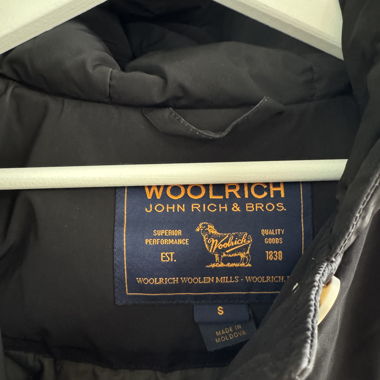 WOOLRICH
JOHN RICH & BROS.
SUPERIOR
PERFORMANCE
QUALITY
GOODS
Woolrich
EST.
1830
WOOLRICH WOOLEN MILLS - WOOLRICH,
S
MADE IN
MOLDOVA